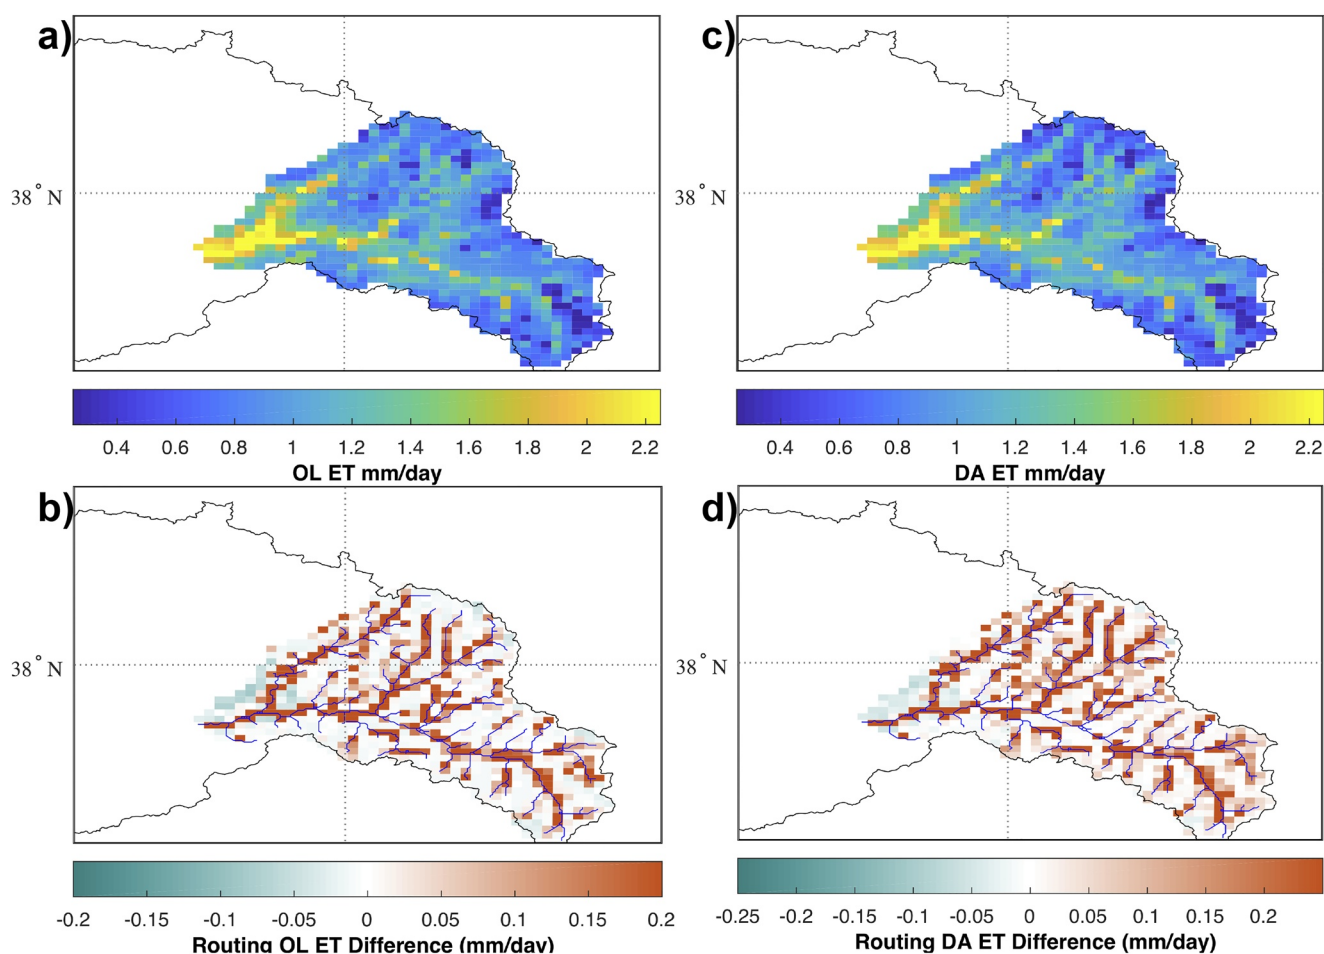 a)
38° N
0.4 0.6 0.8 1 1.2 1.4 1.6 1.8 2 2.2
OL ET mm/day
c)
38° N
0.4 0.6 0.8 1 1.2 1.4 1.6 1.8 2 2.2
DA ET mm/day
b)
38° N
-0.2 -0.15 -0.1 -0.05 0 0.05 0.1 0.15 0.2
Routing OL ET Difference (mm/day)
d)
38° N
-0.25 -0.2 -0.15 -0.1 -0.05 0 0.05 0.1 0.15 0.2
Routing DA ET Difference (mm/day)